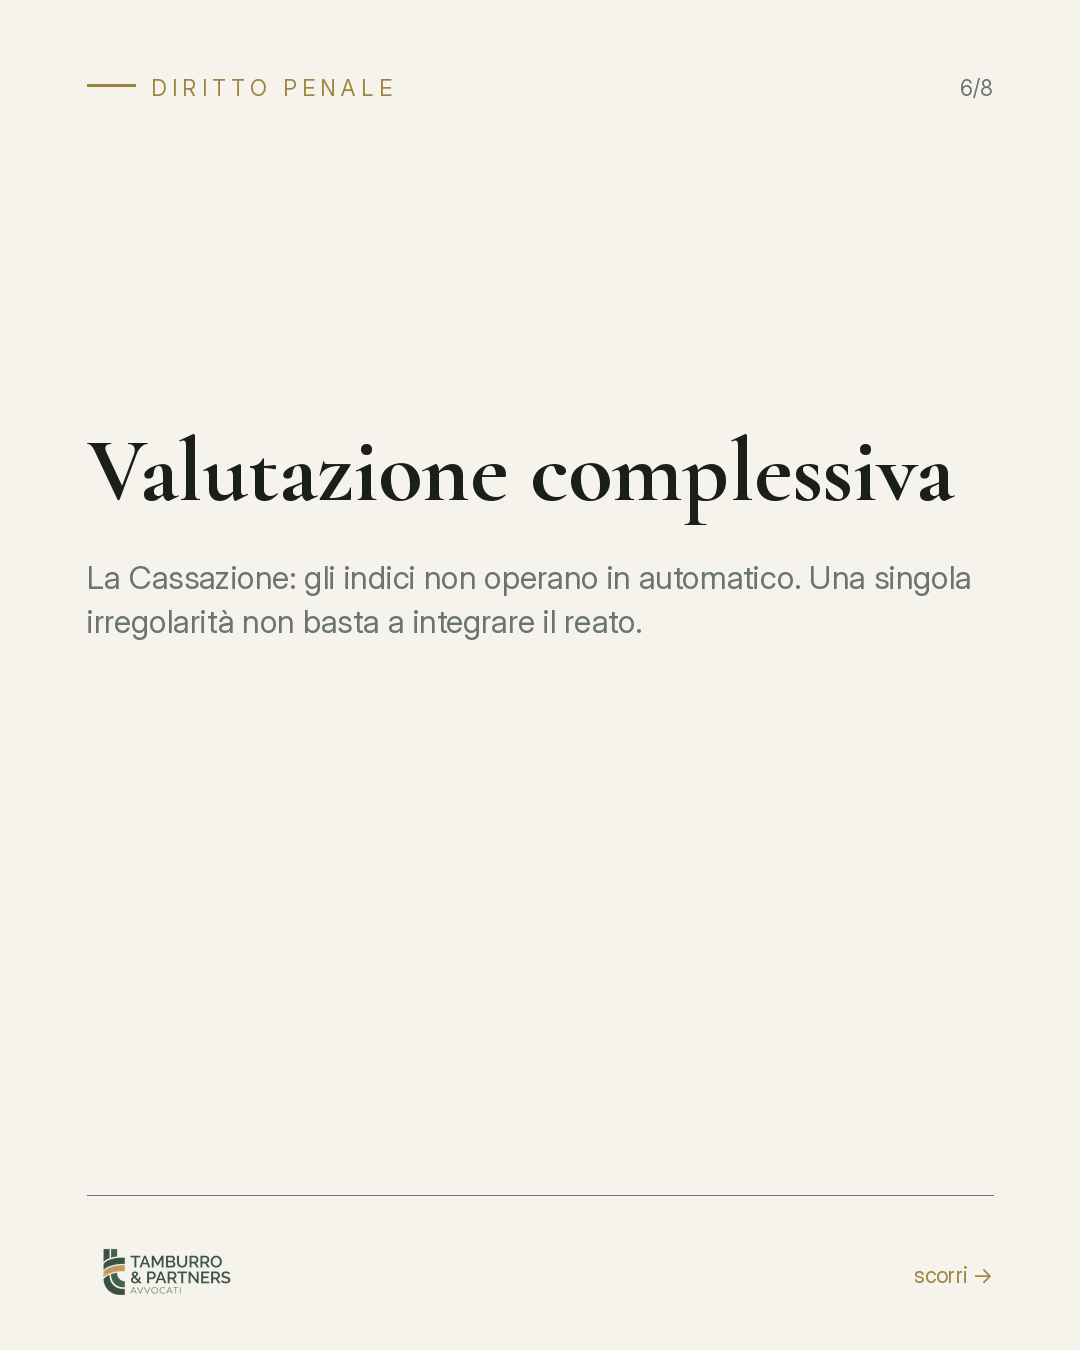 DIRITTO PENALE
6/8
Valutazione complessiva
La Cassazione: gli indici non operano in automatico. Una singola
irregolarità non basta a integrare il reato.
TAMBURRO
& PARTNERS
AVVOCATI
scorri →